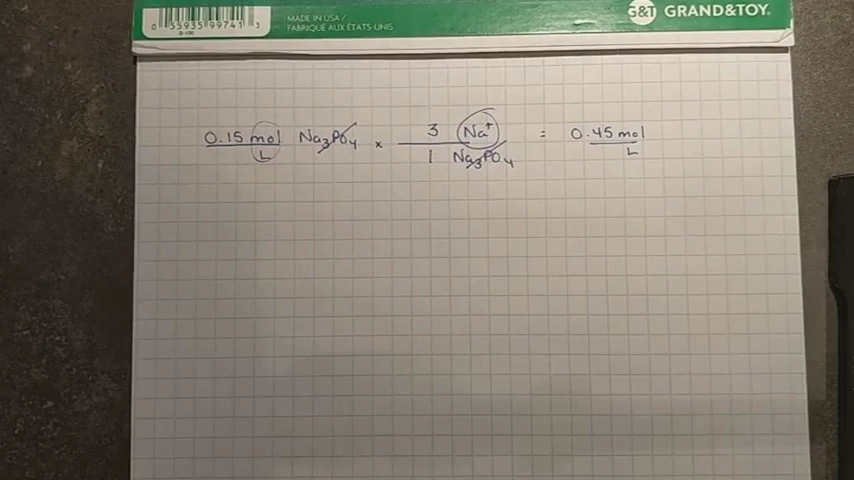 0 55935 99741 3
MADE IN USA /
FABRIQUÉ AUX ÉTATS-UNIS
G&T GRAND&TOY.
0.15 mol/L Na₃PO₄ × 3 Na⁺ / 1 Na₃PO₄ = 0.45 mol/L